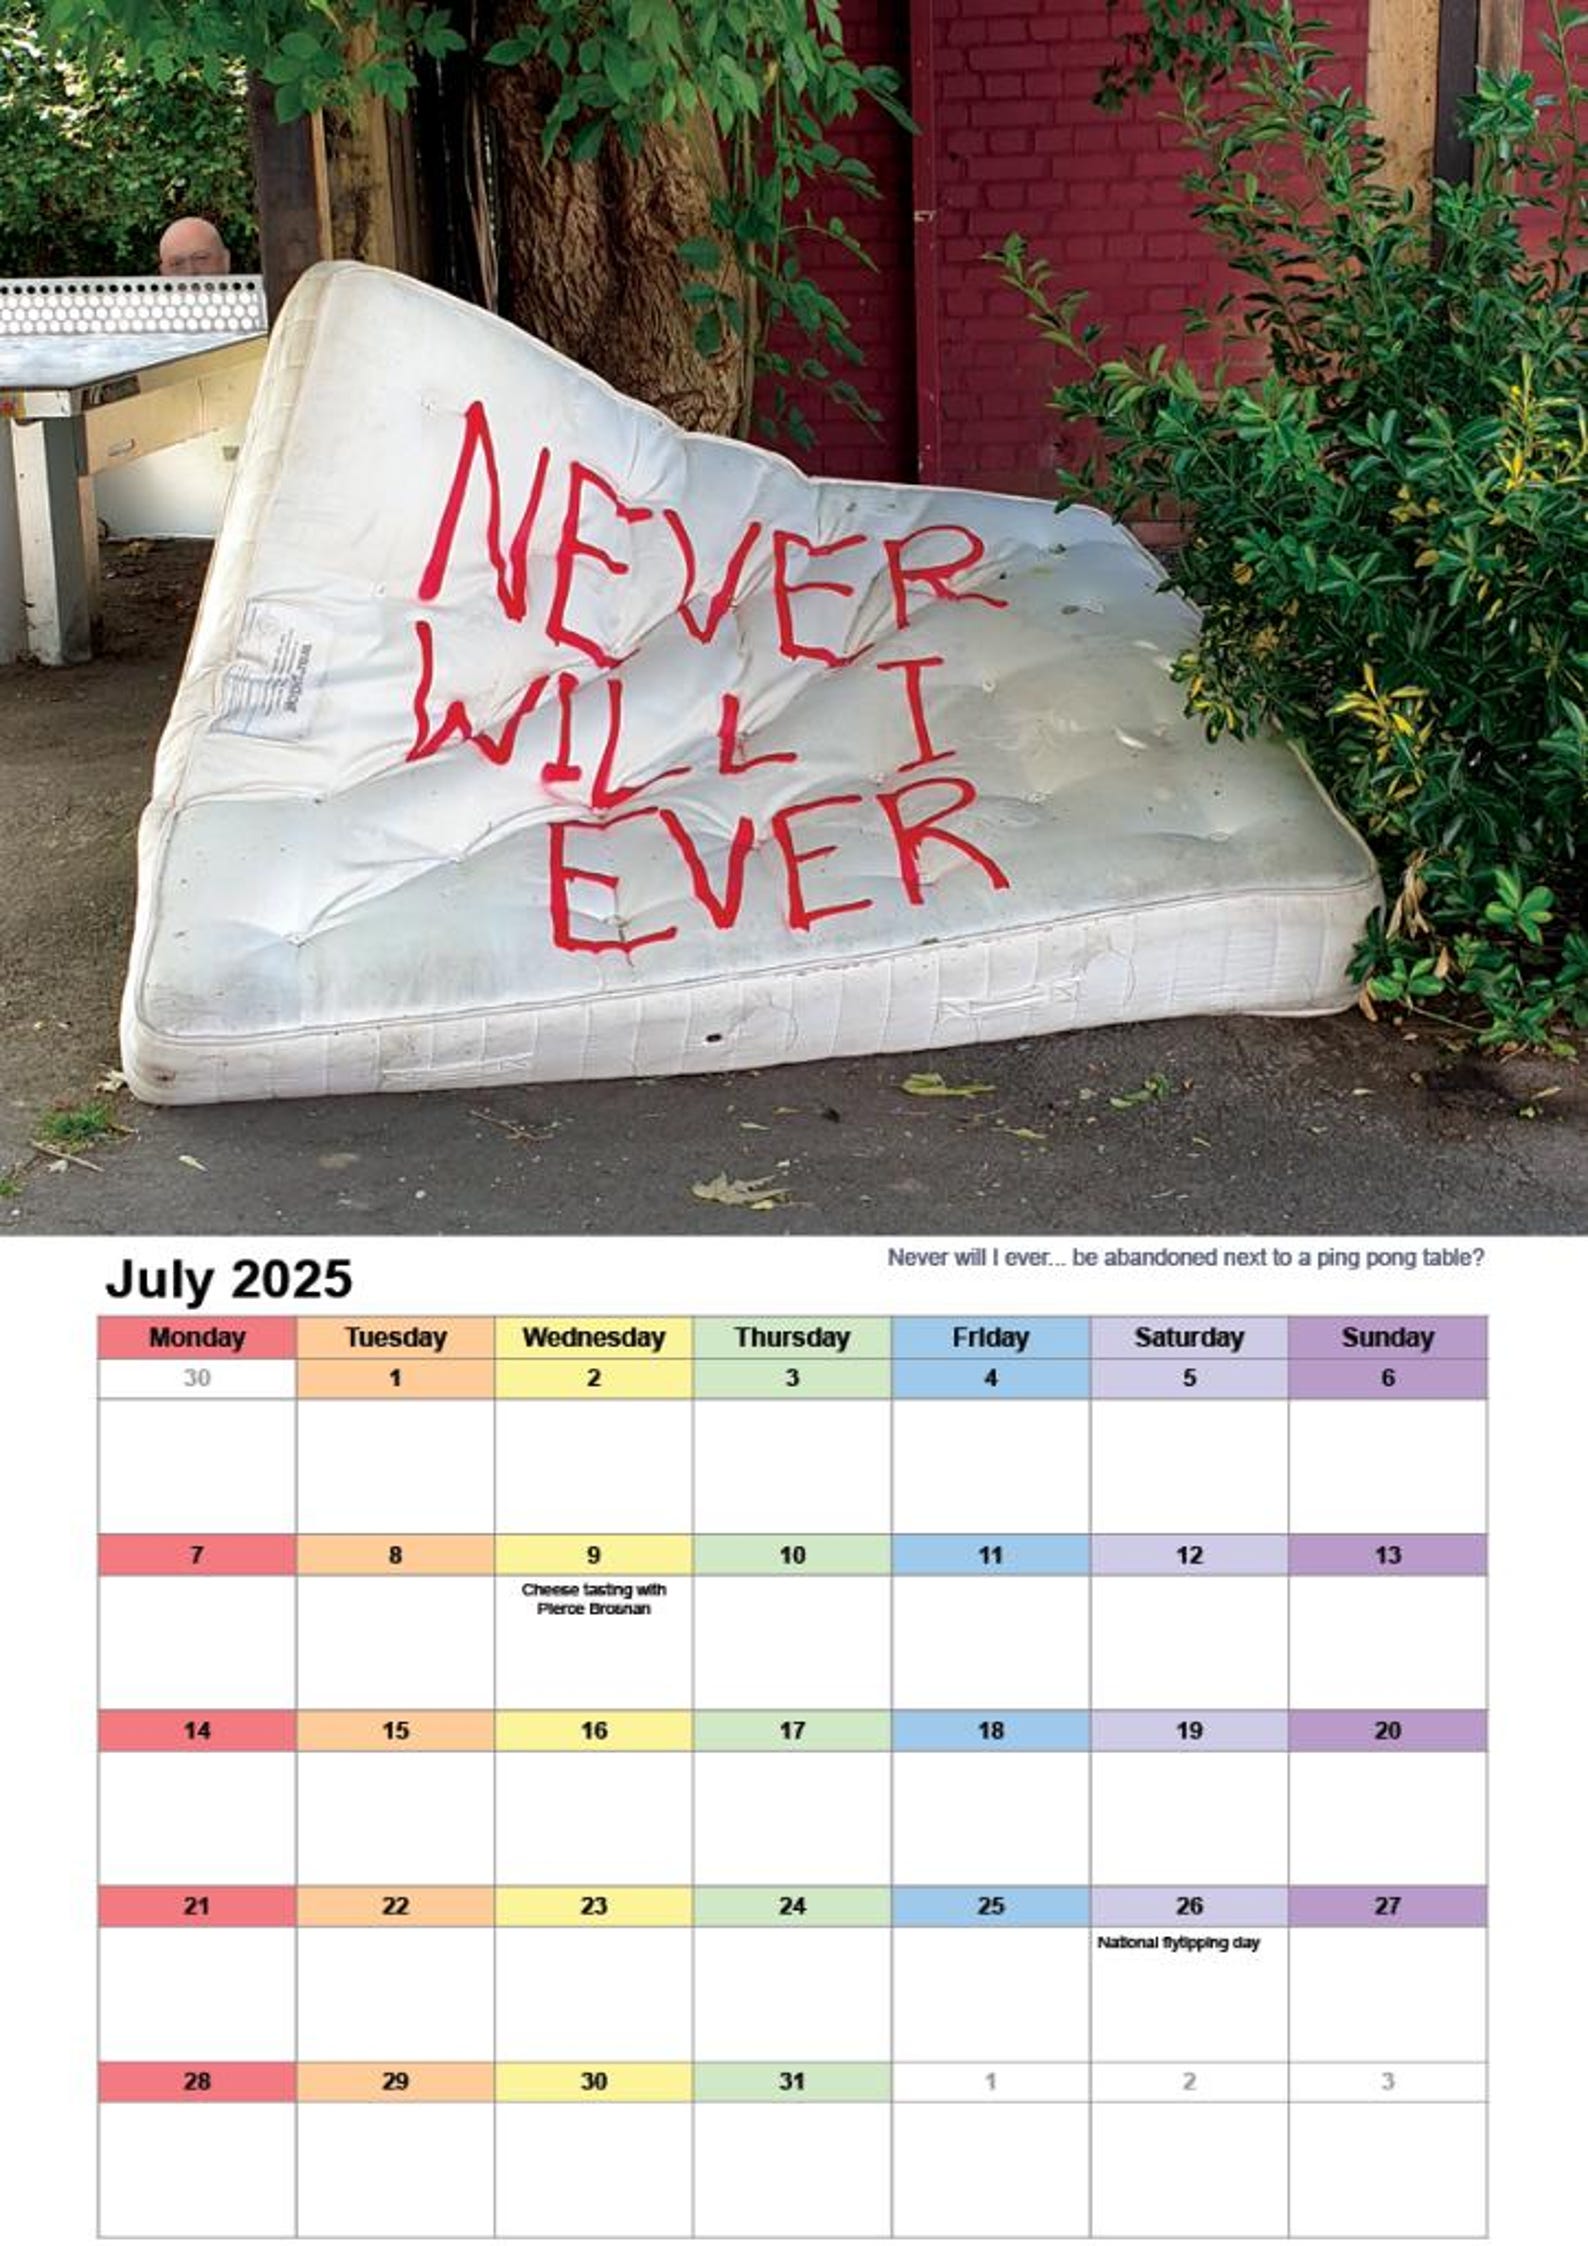 NEVER
WILL I
EVER
July 2025
Never will I ever... be abandoned next to a ping pong table?
Monday Tuesday Wednesday Thursday Friday Saturday Sunday
30 1 2 3 4 5 6
7 8 9 10 11 12 13
Cheese tasting with
Pierce Brosnan
14 15 16 17 18 19 20
21 22 23 24 25 26 27
National flytipping day
28 29 30 31 1 2 3